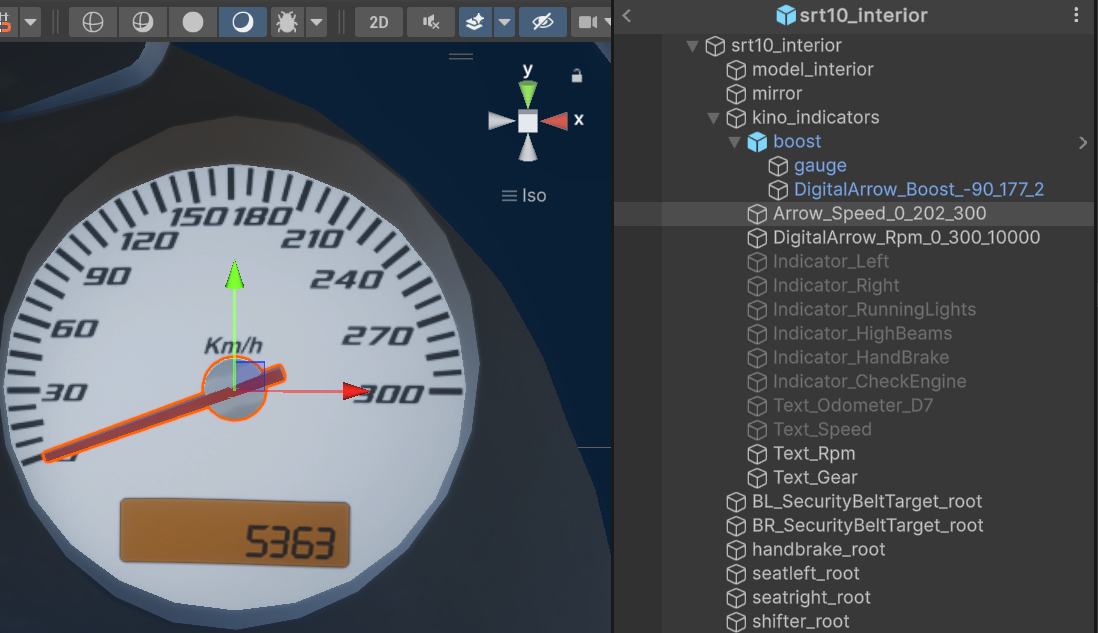 2D
y
x
Iso
150 180
120
210
90
240
60
Km/h
270
30
300
5363
srt10_interior
srt10_interior
model_interior
mirror
kino_indicators
boost
gauge
DigitalArrow_Boost_-90_177_2
Arrow_Speed_0_202_300
DigitalArrow_Rpm_0_300_10000
Indicator_Left
Indicator_Right
Indicator_RunningLights
Indicator_HighBeams
Indicator_HandBrake
Indicator_CheckEngine
Text_Odometer_D7
Text_Speed
Text_Rpm
Text_Gear
BL_SecurityBeltTarget_root
BR_SecurityBeltTarget_root
handbrake_root
seatleft_root
seatright_root
shifter_root